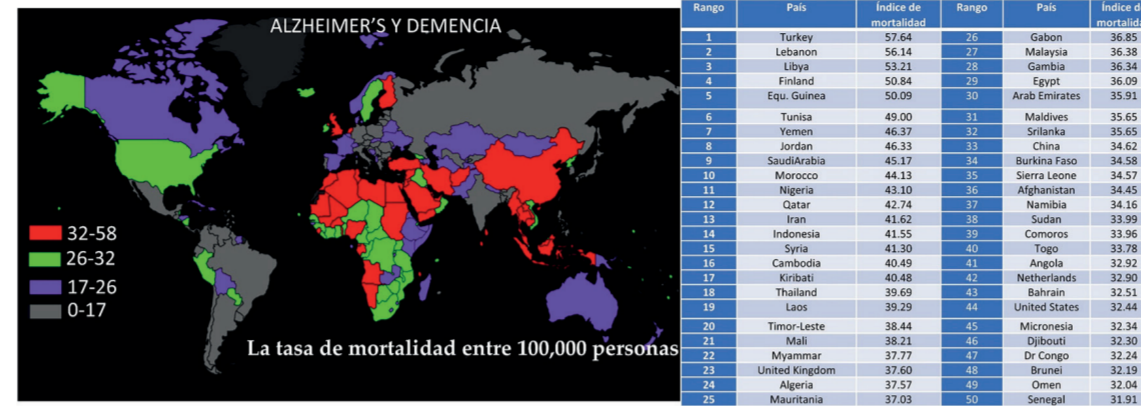 ALZHEIMER'S Y DEMENCIA
32-58
26-32
17-26
0-17
La tasa de mortalidad entre 100,000 personas
Rango País Índice de mortalidad Rango País Índice de mortalida
1 Turkey 57.64 26 Gabon 36.85
2 Lebanon 56.14 27 Malaysia 36.38
3 Libya 53.21 28 Gambia 36.34
4 Finland 50.84 29 Egypt 36.09
5 Equ. Guinea 50.09 30 Arab Emirates 35.91
6 Tunisa 49.00 31 Maldives 35.65
7 Yemen 46.37 32 Srilanka 35.65
8 Jordan 46.33 33 China 34.62
9 SaudiArabia 45.17 34 Burkina Faso 34.58
10 Morocco 44.13 35 Sierra Leone 34.57
11 Nigeria 43.10 36 Afghanistan 34.45
12 Qatar 42.74 37 Namibia 34.16
13 Iran 41.62 38 Sudan 33.99
14 Indonesia 41.55 39 Comoros 33.96
15 Syria 41.30 40 Togo 33.78
16 Cambodia 40.49 41 Angola 32.92
17 Kiribati 40.48 42 Netherlands 32.90
18 Thailand 39.69 43 Bahrain 32.51
19 Laos 39.29 44 United States 32.44
20 Timor-Leste 38.44 45 Micronesia 32.34
21 Mali 38.21 46 Djibouti 32.30
22 Myammar 37.77 47 Dr Congo 32.24
23 United Kingdom 37.60 48 Brunei 32.19
24 Algeria 37.57 49 Omen 32.04
25 Mauritania 37.03 50 Senegal 31.91